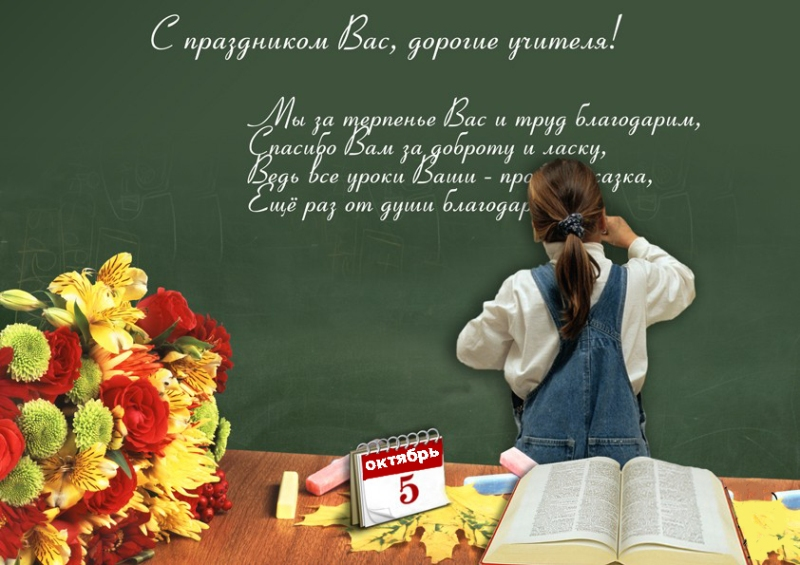 С праздником Вас, дорогие учителя!
Мы за терпенье Вас и труд благодарим,
Спасибо Вам за доброту и ласку,
Ведь все уроки Ваши - про
Ещё раз от души
октябрь
5